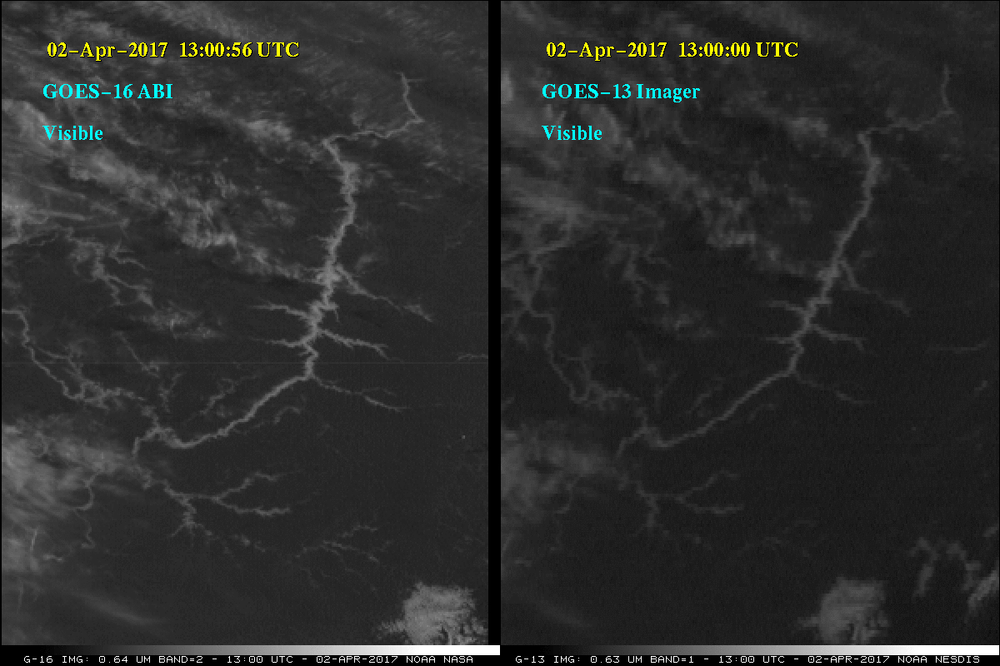 02-Apr-2017 13:00:56 UTC
GOES-16 ABI
Visible
02-Apr-2017 13:00:00 UTC
GOES-13 Imager
Visible
G-16 IMG: 0.64 UM BAND=2 - 13:00 UTC - 02-APR-2017 NOAA NASA
G-13 IMG: 0.63 UM BAND=1 - 13:00 UTC - 02-APR-2017 NOAA NESDIS